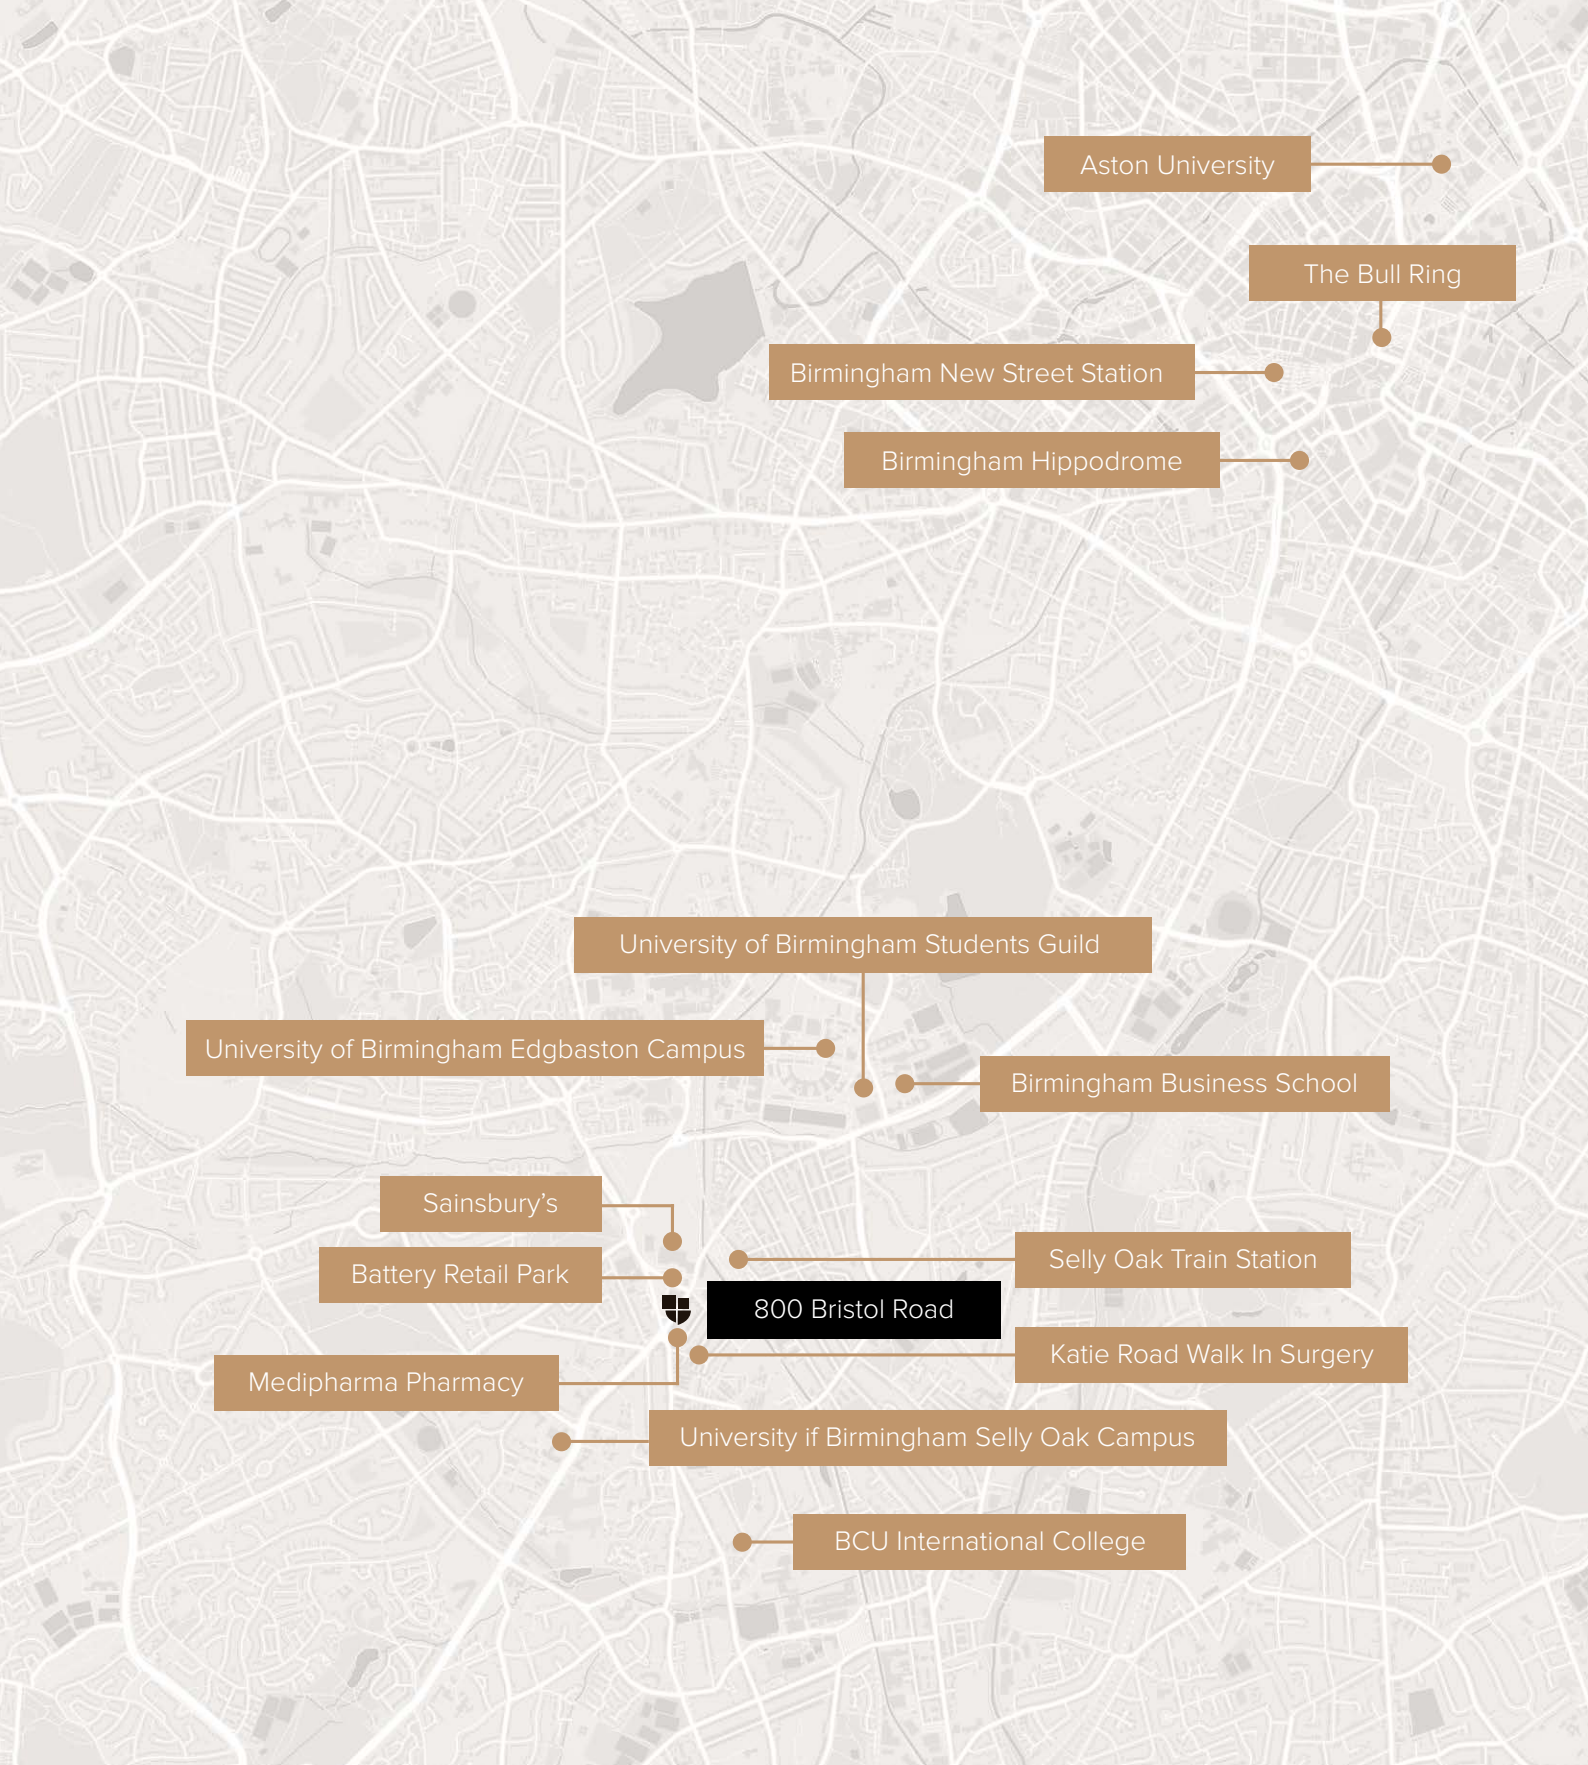 Aston University
The Bull Ring
Birmingham New Street Station
Birmingham Hippodrome
University of Birmingham Students Guild
University of Birmingham Edgbaston Campus
Birmingham Business School
Sainsbury's
Selly Oak Train Station
Battery Retail Park
800 Bristol Road
Katie Road Walk In Surgery
Medipharma Pharmacy
University if Birmingham Selly Oak Campus
BCU International College